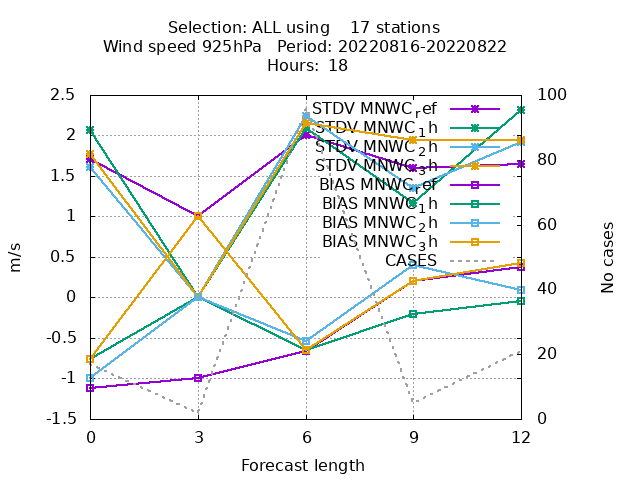 Selection: ALL using    17 stations
Wind speed 925hPa   Period: 20220816-20220822
Hours:  18
2.5
2
1.5
1
0.5
0
-0.5
-1
-1.5
m/s
100
80
60
40
20
0
No cases
STDV MNWC_ref
STDV MNWC_1h
STDV MNWC_2h
STDV MNWC_3h
BIAS MNWC_ref
BIAS MNWC_1h
BIAS MNWC_2h
BIAS MNWC_3h
CASES
0 3 6 9 12
Forecast length